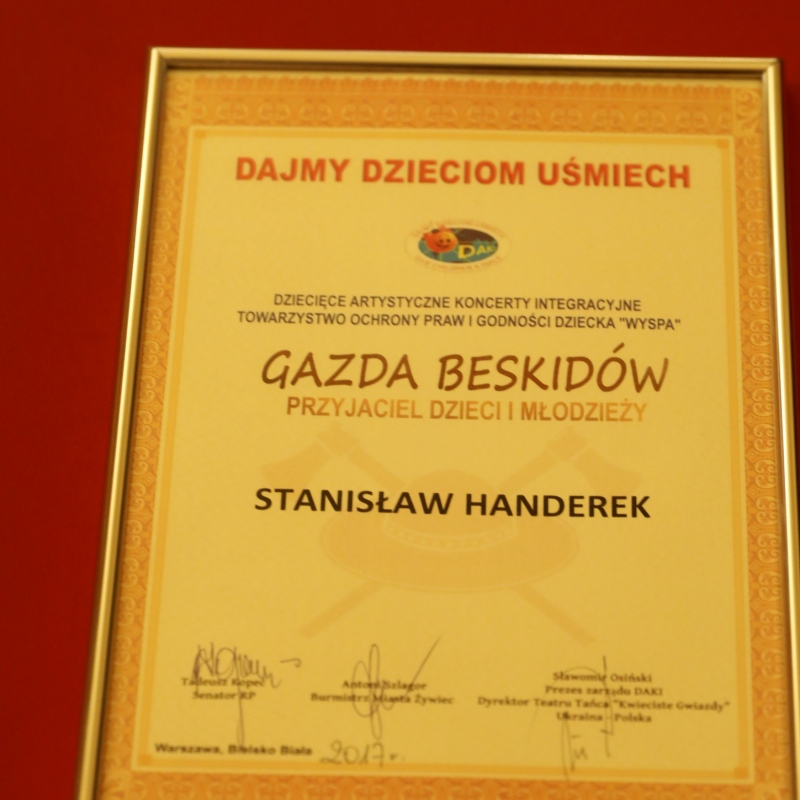 DAJMY DZIECIOM UŚMIECH
DAKI
DZIECIĘCE ARTYSTYCZNE KONCERTY INTEGRACYJNE
TOWARZYSTWO OCHRONY PRAW I GODNOŚCI DZIECKA "WYSPA"
GAZDA BESKIDÓW
PRZYJACIEL DZIECI I MŁODZIEŻY
STANISŁAW HANDEREK
Tadeusz Kopeć
Senator RP
Antoni Szlagor
Burmistrz Miasta Żywiec
Sławomir Osiński
Prezes zarządu DAKI
Dyrektor Teatru Tańca "Kwieciste Gwiazdy"
Ukraina - Polska
Warszawa, Bielsko Biała 2017 r.